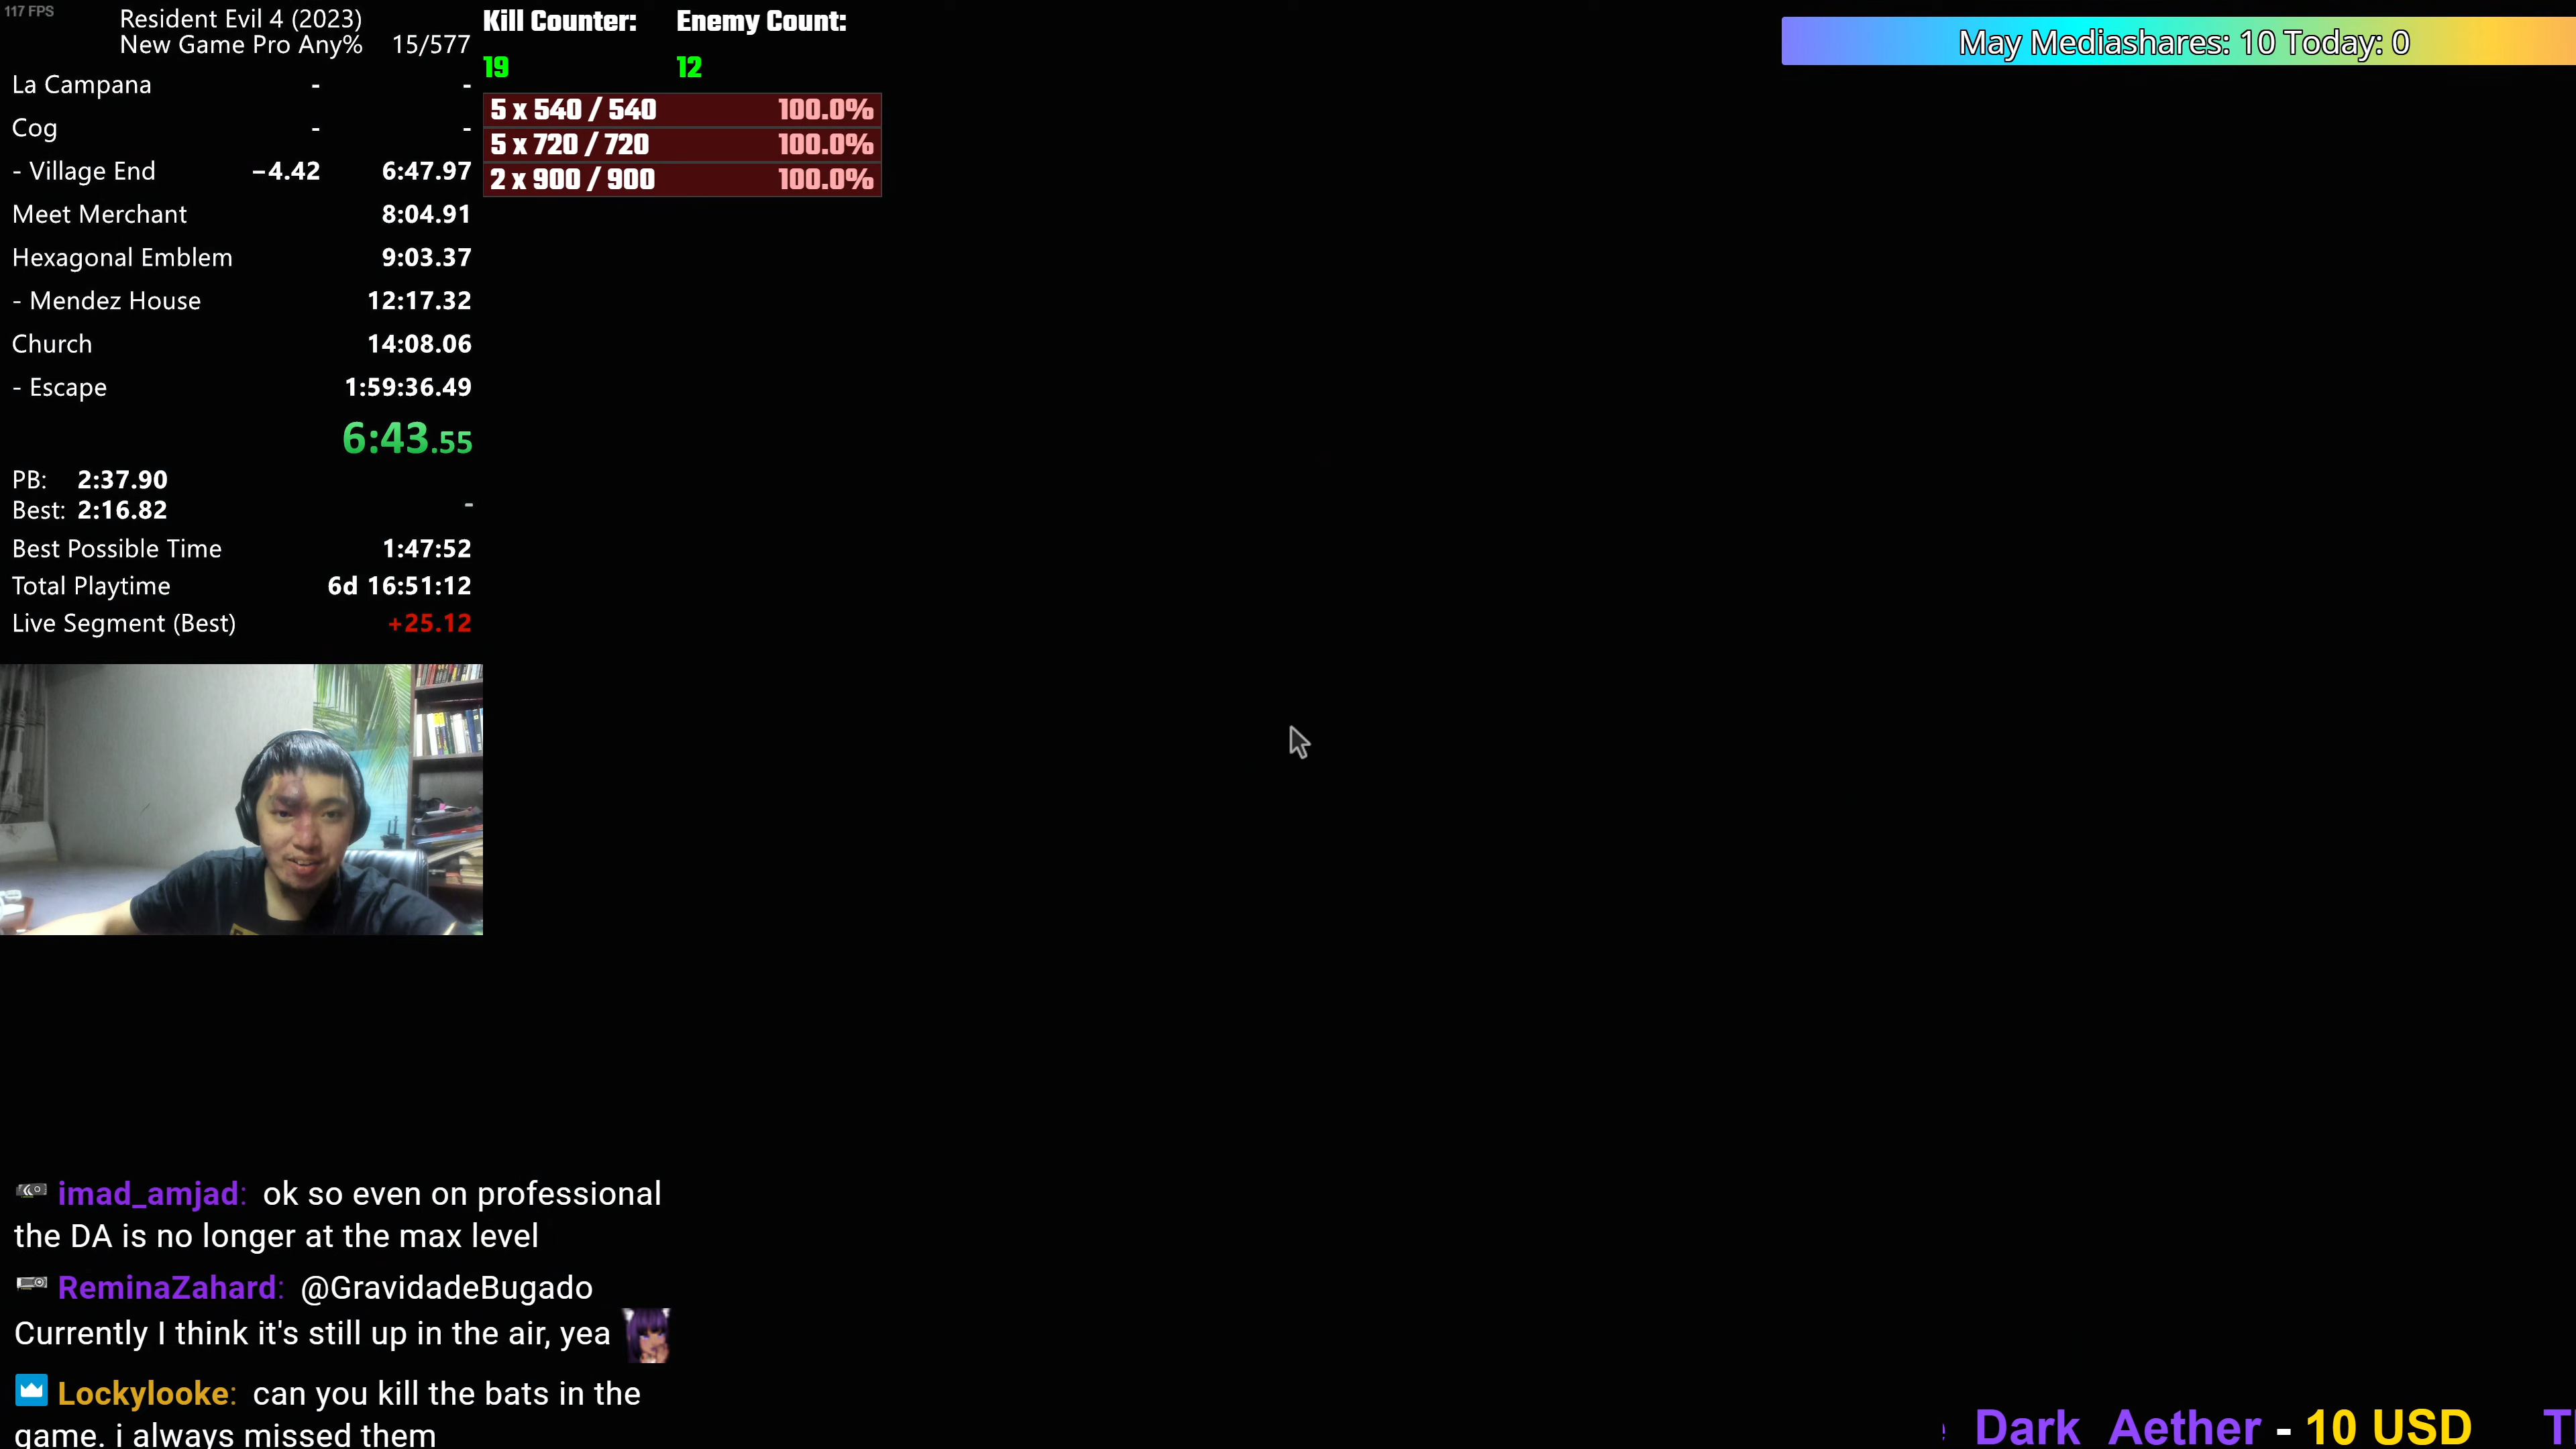 117 FPS
Resident Evil 4 (2023)
New Game Pro Any% 15/577
La Campana - -
Cog - -
- Village End −4.42 6:47.97
Meet Merchant 8:04.91
Hexagonal Emblem 9:03.37
- Mendez House 12:17.32
Church 14:08.06
- Escape 1:59:36.49
6:43.55
PB: 2:37.90
Best: 2:16.82 -
Best Possible Time 1:47:52
Total Playtime 6d 16:51:12
Live Segment (Best) +25.12
Kill Counter: Enemy Count:
19 12
5 x 540 / 540 100.0%
5 x 720 / 720 100.0%
2 x 900 / 900 100.0%
May Mediashares: 10 Today: 0
imad_amjad: ok so even on professional
the DA is no longer at the max level
ReminaZahard: @GravidadeBugado
Currently I think it's still up in the air, yea
Lockylooke: can you kill the bats in the
game. i always missed them
Dark Aether - 10 USD